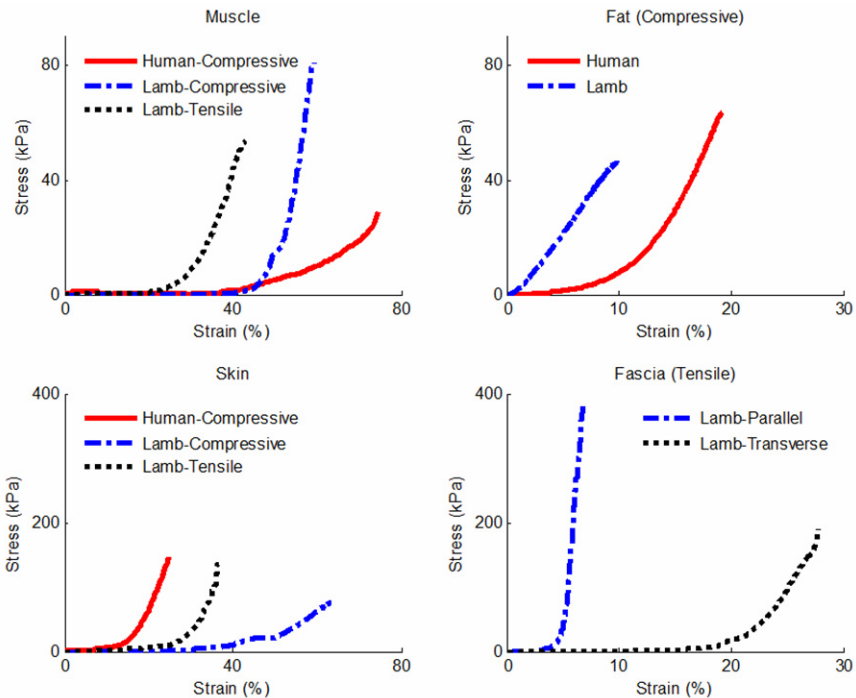 Muscle
Human-Compressive
Lamb-Compressive
Lamb-Tensile
Stress (kPa)
80
40
0
0 40 80
Strain (%)
Fat (Compressive)
Human
Lamb
Stress (kPa)
80
40
0
0 10 20 30
Strain (%)
Skin
Human-Compressive
Lamb-Compressive
Lamb-Tensile
Stress (kPa)
400
200
0
0 40 80
Strain (%)
Fascia (Tensile)
Lamb-Parallel
Lamb-Transverse
Stress (kPa)
400
200
0
0 10 20 30
Strain (%)